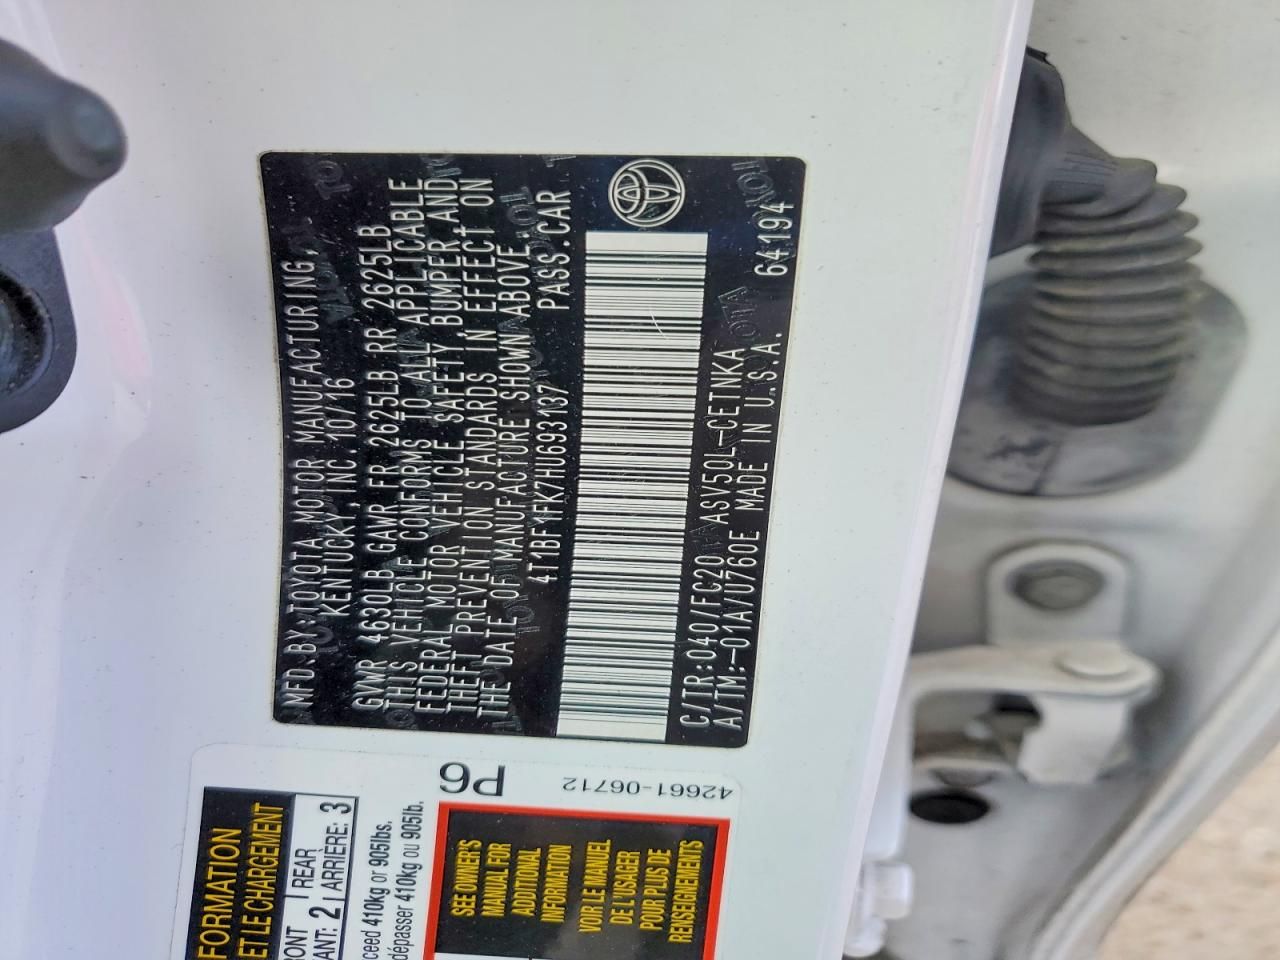 MFD.BY:TOYOTA MOTOR MANUFACTURING,
KENTUCKY, INC. 10/16
GVWR 4630LB GAWR FR 2625LB RR 2625LB
THIS VEHICLE CONFORMS TO ALL APPLICABLE
FEDERAL MOTOR VEHICLE SAFETY, BUMPER, AND
THEFT PREVENTION STANDARDS IN EFFECT ON
THE DATE OF MANUFACTURE SHOWN ABOVE.
4T1BF1FK7HU693137 PASS.CAR
C/TR:040/FC20 ASV50L-CETNKA 64194
A/TM:-01A/U760E MADE IN U.S.A.
P6
42661-06712
FORMATION
ET LE CHARGEMENT
RONT REAR
ANT: 2 ARRIÈRE: 3
ceed 410kg or 905lbs.
dépasser 410kg ou 905lb.
SEE OWNER'S
MANUAL FOR
ADDITIONAL
INFORMATION
VOIR LE MANUEL
DE L'USAGER
POUR PLUS DE
RENSEIGNEMENTS